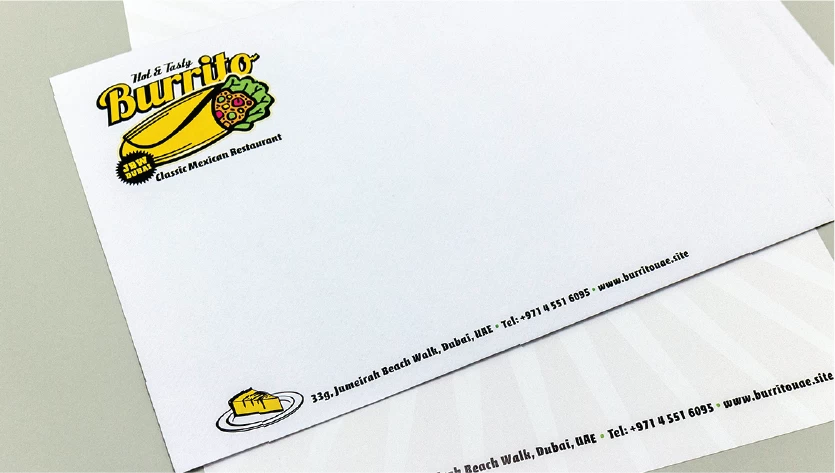 Hot & Tasty
Burrito
JBW
DUBAI
Classic Mexican Restaurant
33g, Jumeirah Beach Walk, Dubai, UAE • Tel: +971 4 551 6095 • www.burritouae.site
Beach Walk, Dubai, UAE • Tel: +971 4 551 6095 • www.burritouae.site